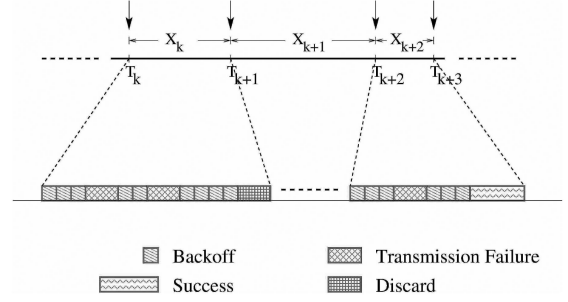 X_k X_{k+1} X_{k+2}
T_k T_{k+1} T_{k+2} T_{k+3}
Backoff Transmission Failure
Success Discard